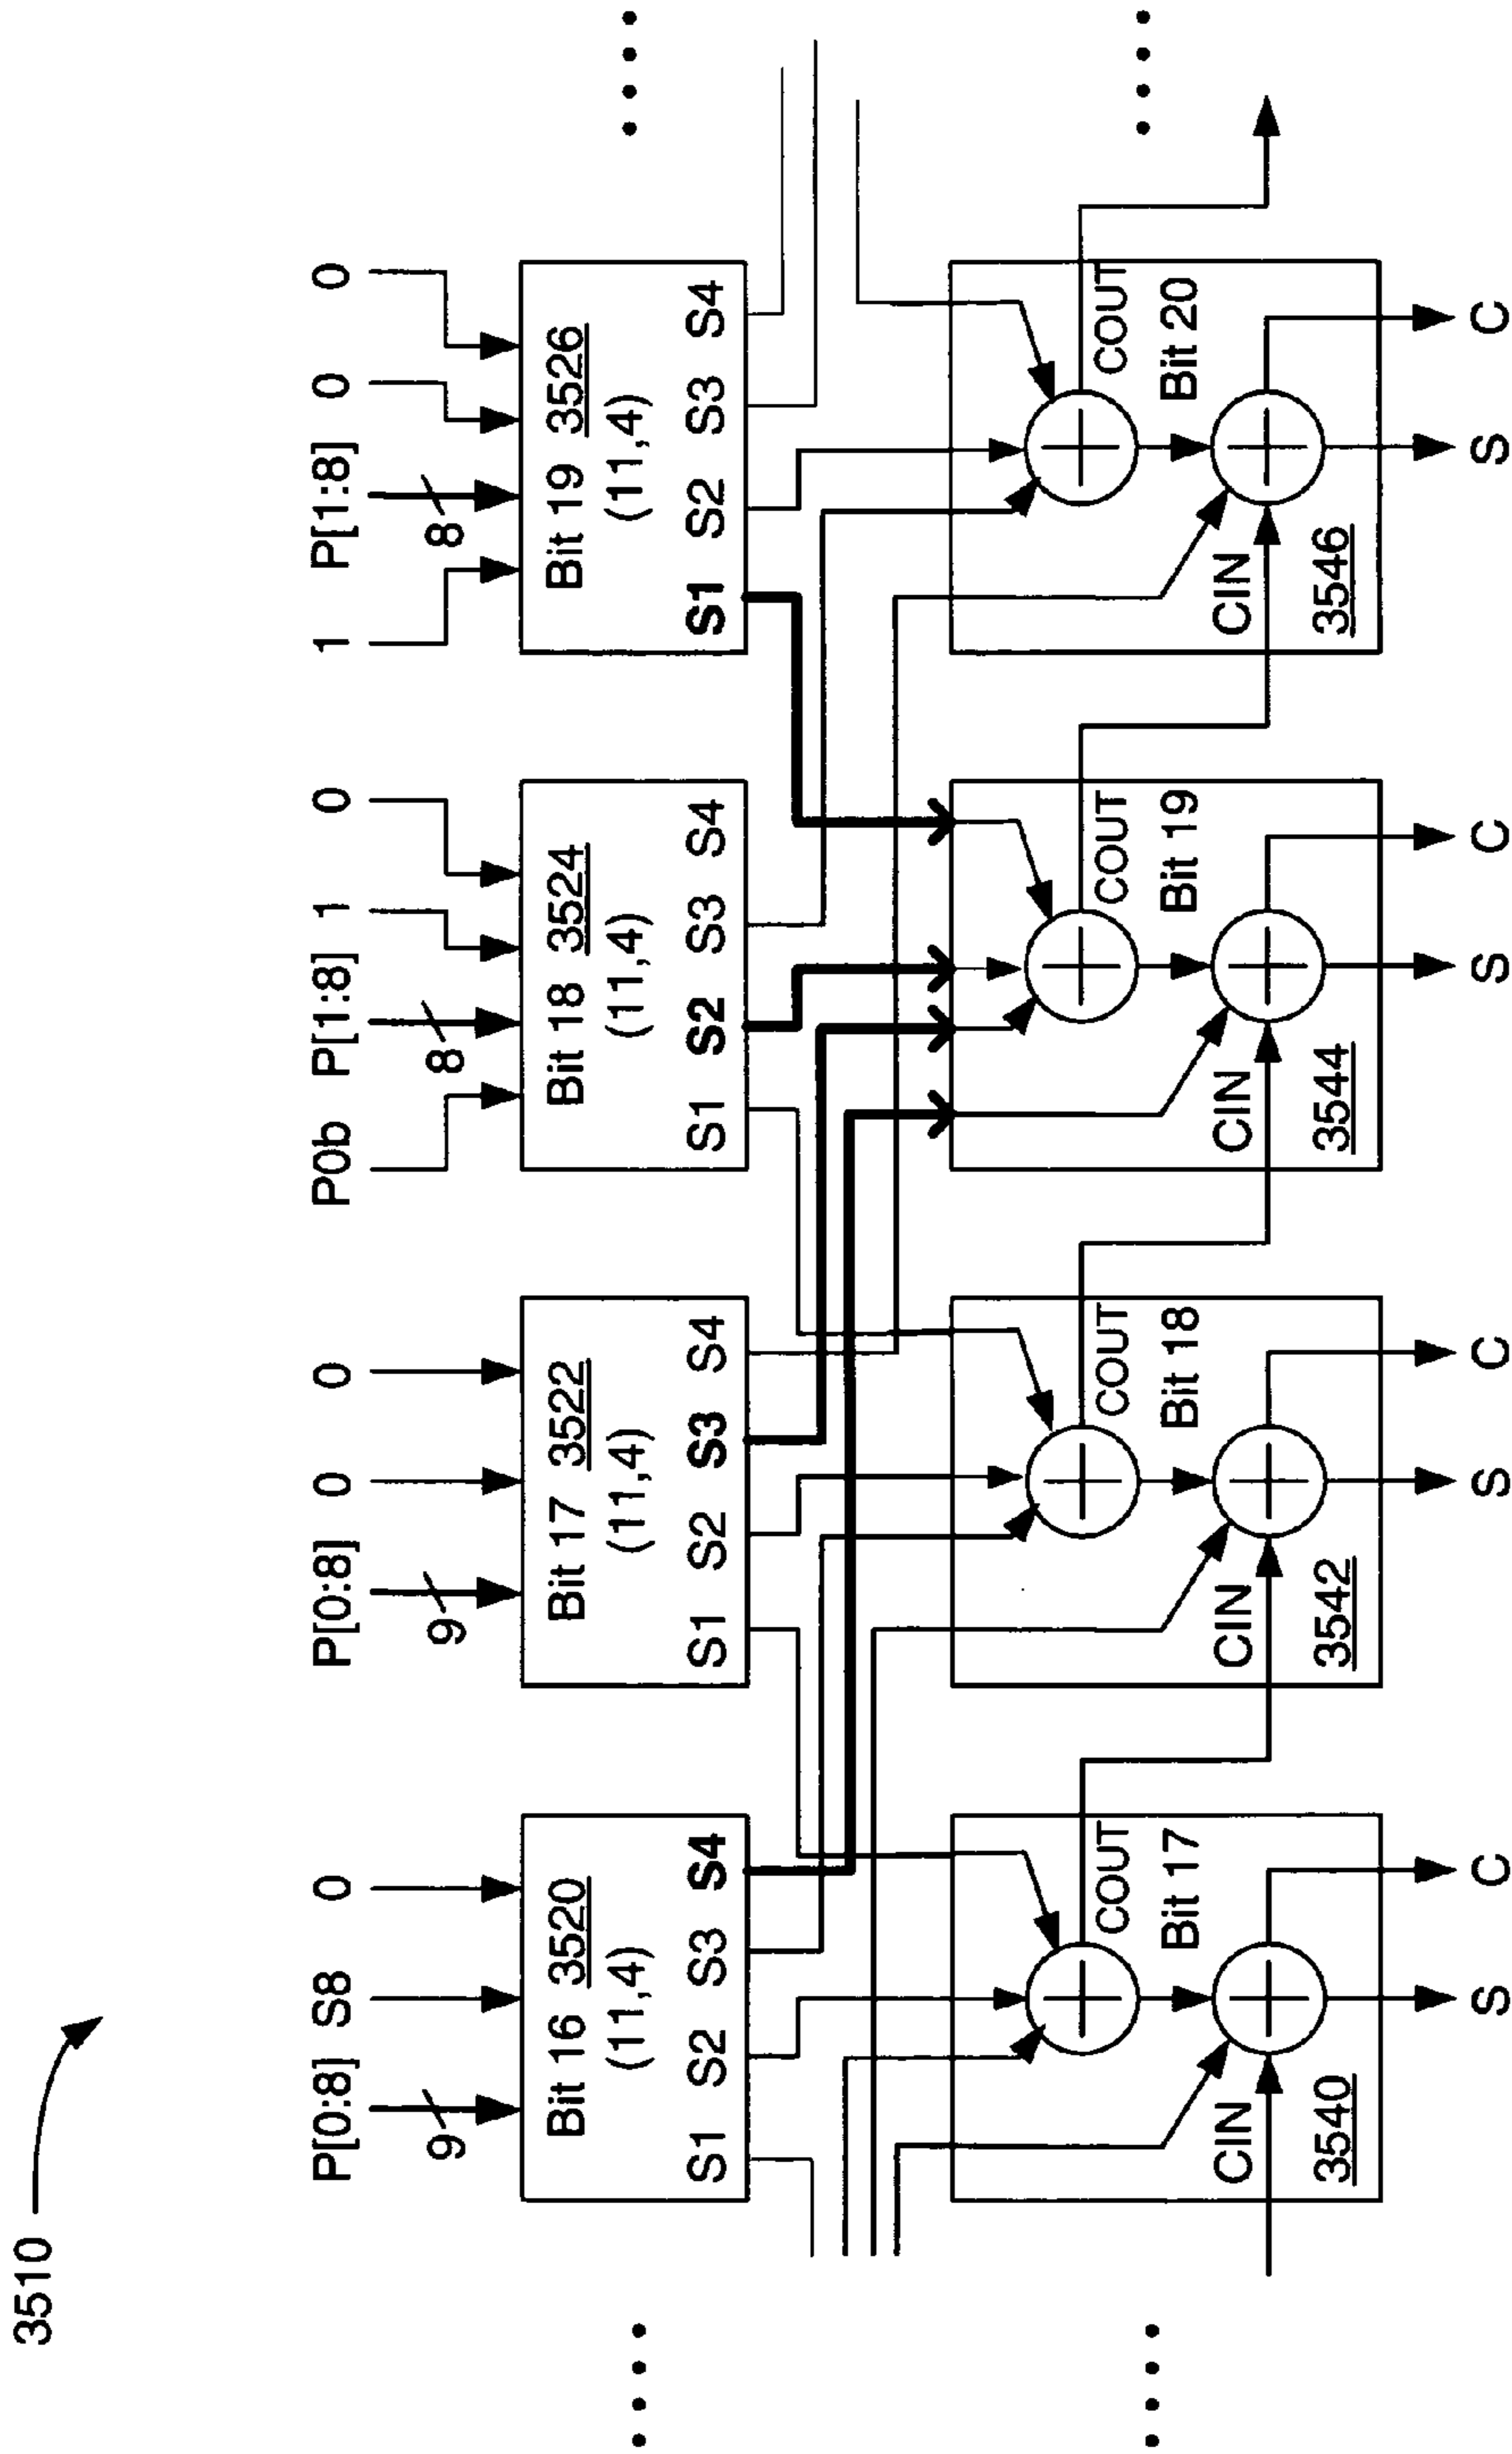 3510
P[0:8] S8 0
P[0:8] 0 0
P0b P[1:8] 1 0
1 P[1:8] 0 0
9
9
8
8
Bit 16 3520
(11,4)
S1 S2 S3 S4
Bit 17 3522
(11,4)
S1 S2 S3 S4
Bit 18 3524
(11,4)
S1 S2 S3 S4
Bit 19 3526
(11,4)
S1 S2 S3 S4
COUT
Bit 17
CIN
3540
S C
COUT
Bit 18
CIN
3542
S C
COUT
Bit 19
CIN
3544
S C
COUT
Bit 20
CIN
3546
S C